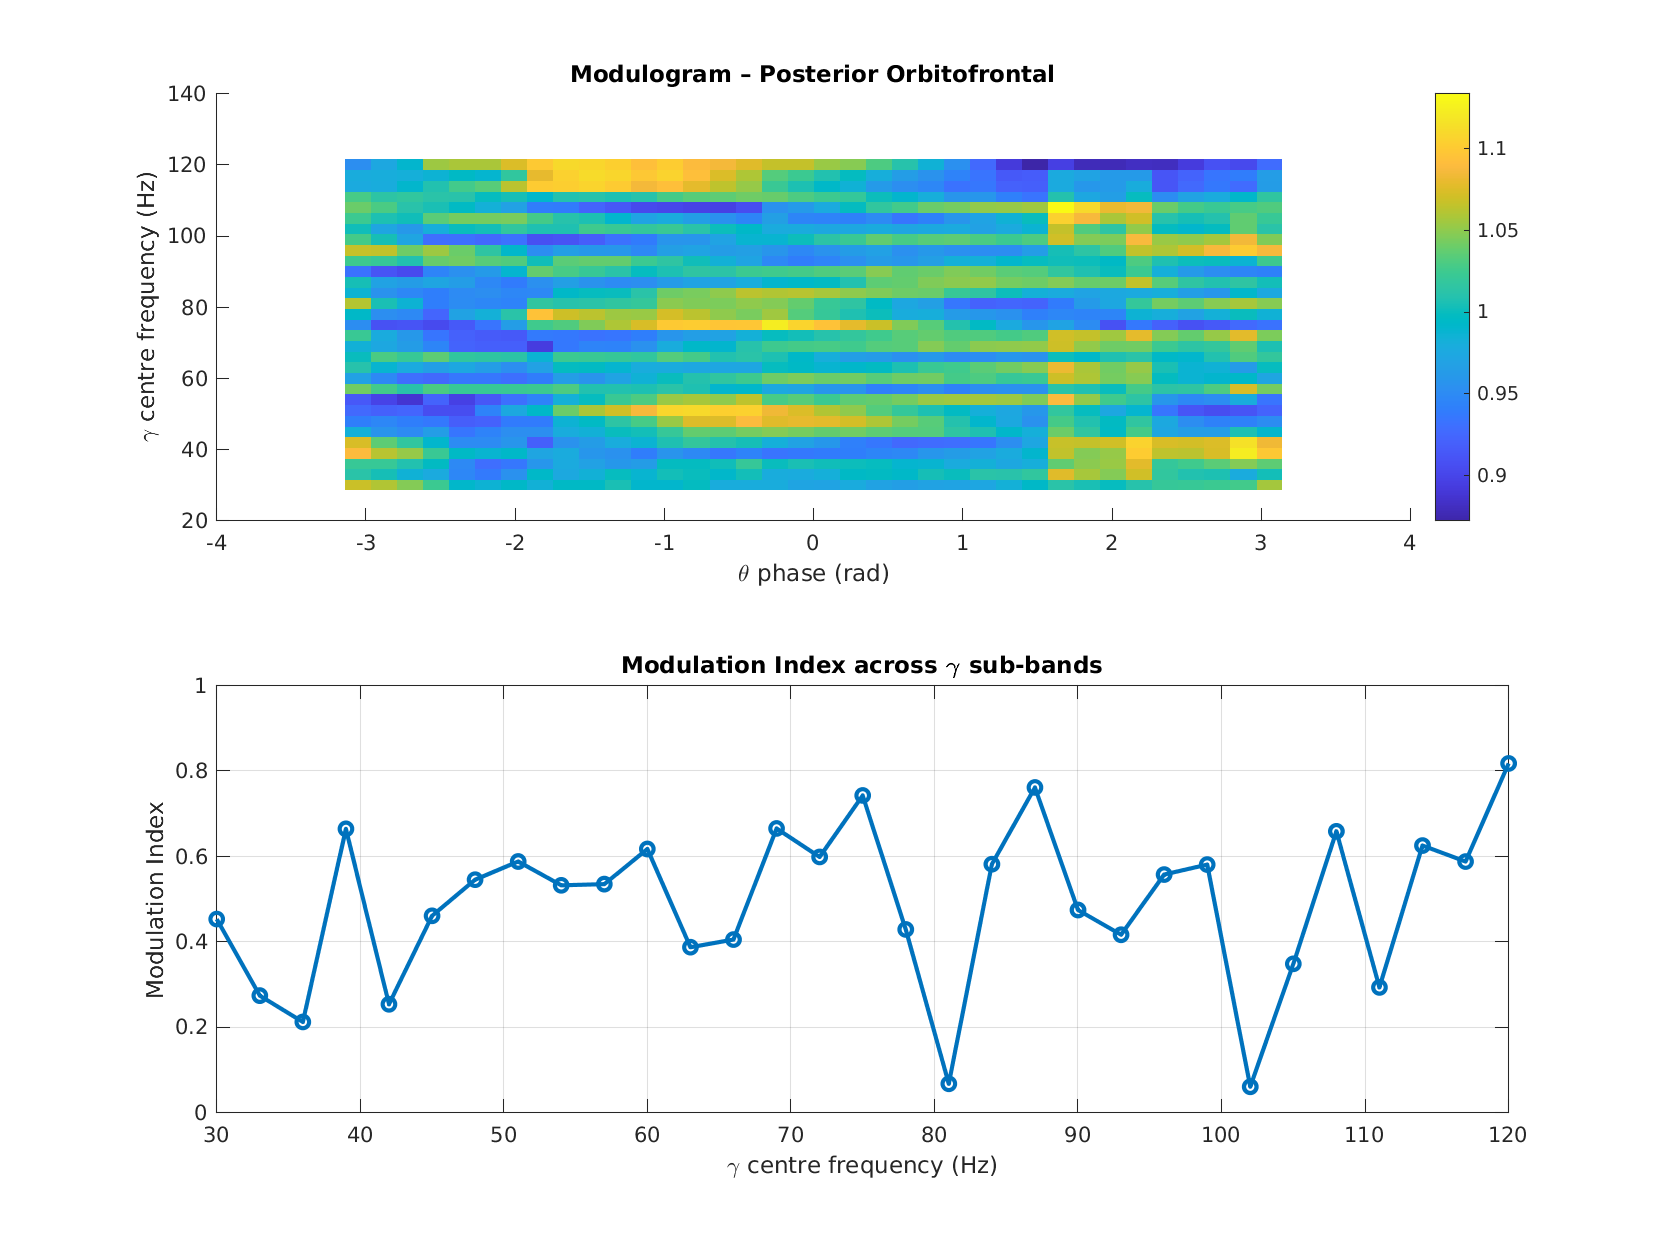 Modulogram – Posterior Orbitofrontal
140
120
100
80
60
40
20
γ centre frequency (Hz)
-4 -3 -2 -1 0 1 2 3 4
θ phase (rad)
1.1
1.05
1
0.95
0.9
Modulation Index across γ sub-bands
1
0.8
0.6
0.4
0.2
0
Modulation Index
30 40 50 60 70 80 90 100 110 120
γ centre frequency (Hz)